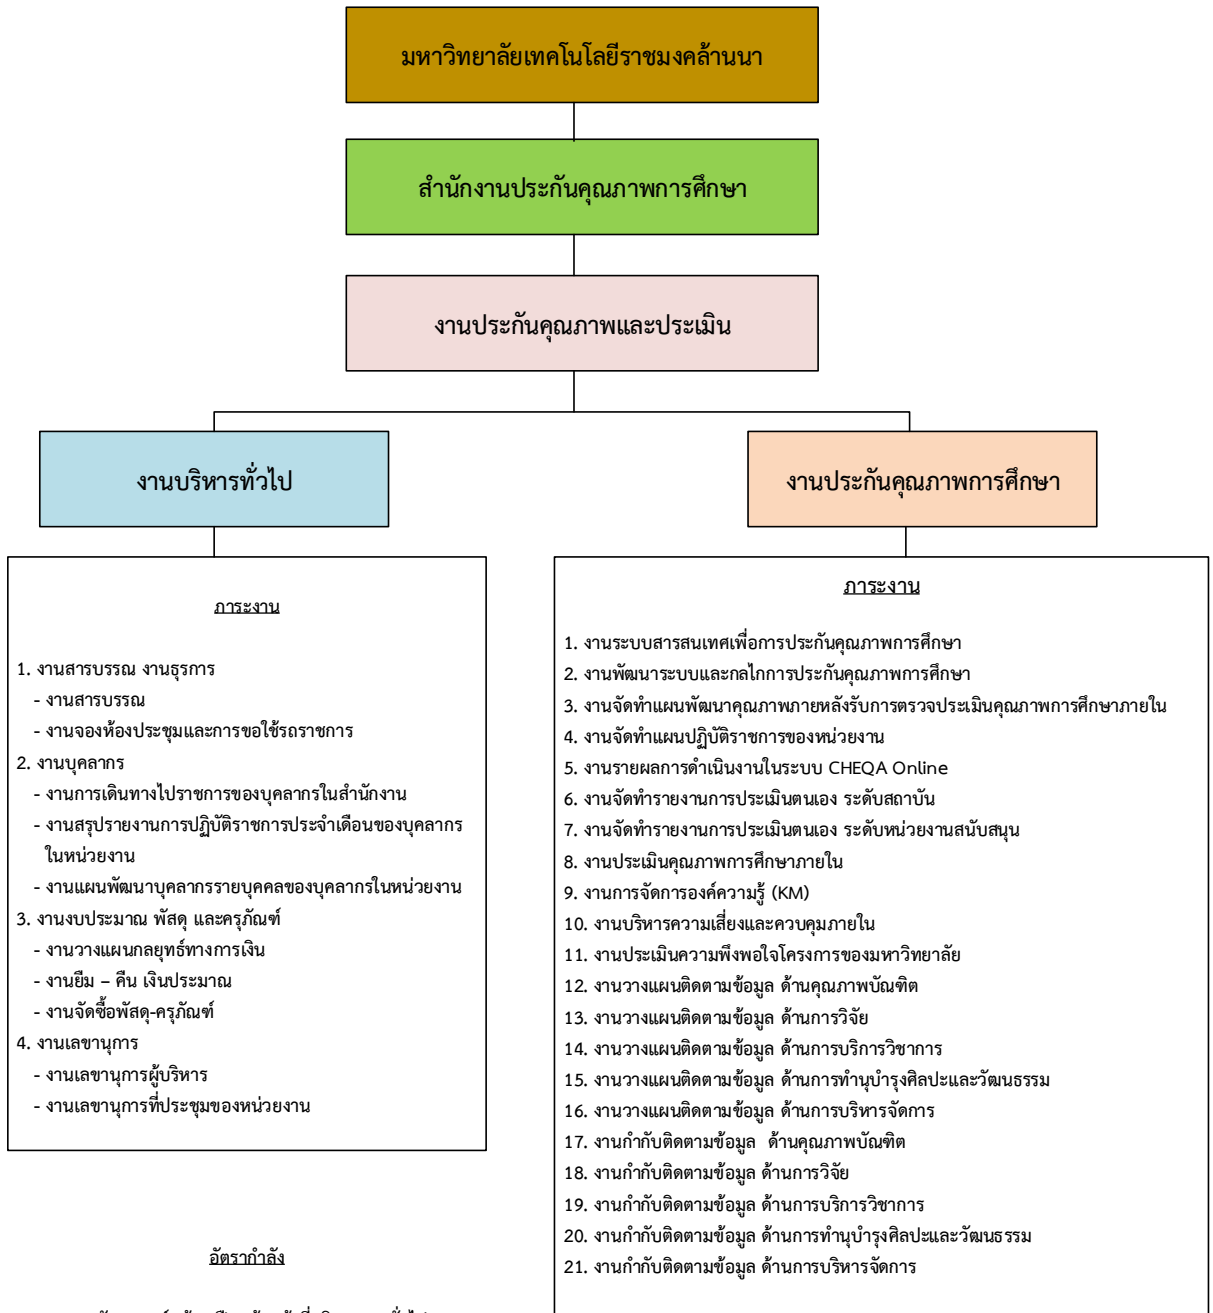 มหาวิทยาลัยเทคโนโลยีราชมงคล้านนา
สำนักงานประกันคุณภาพการศึกษา
งานประกันคุณภาพและประเมิน
งานบริหารทั่วไป
งานประกันคุณภาพการศึกษา
ภาระงาน
1. งานสารบรรณ งานธุรการ
- งานสารบรรณ
- งานจองห้องประชุมและการขอใช้รถราชการ
2. งานบุคลากร
- งานการเดินทางไปราชการของบุคลากรในสำนักงาน
- งานสรุปรายงานการปฏิบัติราชการประจำเดือนของบุคลากร
ในหน่วยงาน
- งานแผนพัฒนาบุคลากรรายบุคคลของบุคลากรในหน่วยงาน
3. งานงบประมาณ พัสดุ และครุภัณฑ์
- งานวางแผนกลยุทธ์ทางการเงิน
- งานยืม – คืน เงินประมาณ
- งานจัดซื้อพัสดุ-ครุภัณฑ์
4. งานเลขานุการ
- งานเลขานุการผู้บริหาร
- งานเลขานุการที่ประชุมของหน่วยงาน
อัตรากำลัง
ภาระงาน
1. งานระบบสารสนเทศเพื่อการประกันคุณภาพการศึกษา
2. งานพัฒนาระบบและกลไกการประกันคุณภาพการศึกษา
3. งานจัดทำแผนพัฒนาคุณภาพภายหลังรับการตรวจประเมินคุณภาพการศึกษาภายใน
4. งานจัดทำแผนปฏิบัติราชการของหน่วยงาน
5. งานรายผลการดำเนินงานในระบบ CHEQA Online
6. งานจัดทำรายงานการประเมินตนเอง ระดับสถาบัน
7. งานจัดทำรายงานการประเมินตนเอง ระดับหน่วยงานสนับสนุน
8. งานประเมินคุณภาพการศึกษาภายใน
9. งานการจัดการองค์ความรู้ (KM)
10. งานบริหารความเสี่ยงและควบคุมภายใน
11. งานประเมินความพึงพอใจโครงการของมหาวิทยาลัย
12. งานวางแผนติดตามข้อมูล ด้านคุณภาพบัณฑิต
13. งานวางแผนติดตามข้อมูล ด้านการวิจัย
14. งานวางแผนติดตามข้อมูล ด้านการบริการวิชาการ
15. งานวางแผนติดตามข้อมูล ด้านการทำนุบำรุงศิลปะและวัฒนธรรม
16. งานวางแผนติดตามข้อมูล ด้านการบริหารจัดการ
17. งานกำกับติดตามข้อมูล ด้านคุณภาพบัณฑิต
18. งานกำกับติดตามข้อมูล ด้านการวิจัย
19. งานกำกับติดตามข้อมูล ด้านการบริการวิชาการ
20. งานกำกับติดตามข้อมูล ด้านการทำนุบำรุงศิลปะและวัฒนธรรม
21. งานกำกับติดตามข้อมูล ด้านการบริหารจัดการ